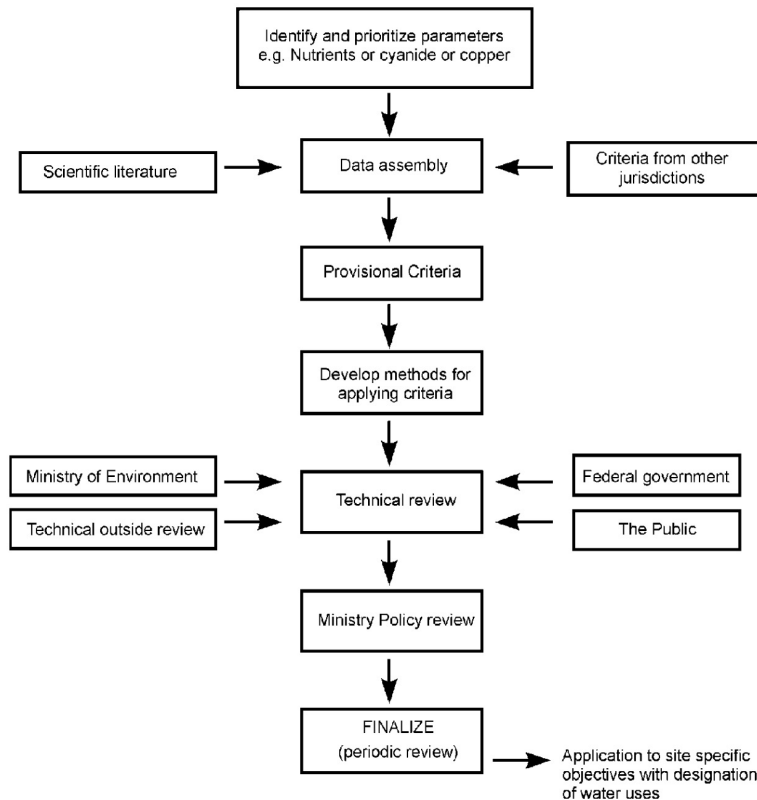 Identify and prioritize parameters
e.g. Nutrients or cyanide or copper
Scientific literature
Data assembly
Criteria from other
jurisdictions
Provisional Criteria
Develop methods for
applying criteria
Ministry of Environment
Technical outside review
Technical review
Federal government
The Public
Ministry Policy review
FINALIZE
(periodic review)
Application to site specific
objectives with designation
of water uses